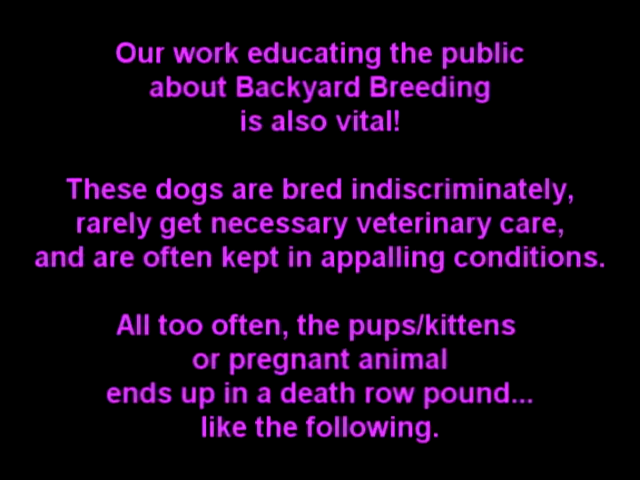 Our work educating the public
about Backyard Breeding
is also vital!
These dogs are bred indiscriminately,
rarely get necessary veterinary care,
and are often kept in appalling conditions.
All too often, the pups/kittens
or pregnant animal
ends up in a death row pound...
like the following.